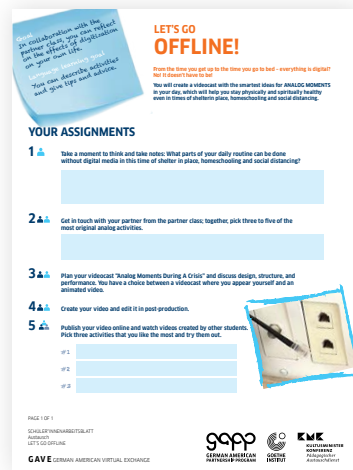 Goal
In collaboration with the
partner class, you can reflect
on the effects of digitization
on your own life.
Language learning goal
You can describe activities
and give tips and advice.
LET'S GO
OFFLINE!
From the time you get up to the time you go to bed – everything is digital?
No! It doesn't have to be!
You will create a videocast with the smartest ideas for ANALOG MOMENTS
in your day, which will help you stay physically and spiritually healthy
even in times of shelter in place, homeschooling and social distancing.
YOUR ASSIGNMENTS
1
Take a moment to think and take notes: What parts of your daily routine can be done
without digital media in this time of shelter in place, homeschooling and social distancing?
2
Get in touch with your partner from the partner class; together, pick three to five of the
most original analog activities.
3
Plan your videocast "Analog Moments During A Crisis" and discuss design, structure, and
performance. You have a choice between a videocast where you appear yourself and an
animated video.
4
Create your video and edit it in post-production.
5
Publish your video online and watch videos created by other students.
Pick three activities that you like the most and try them out.
#1
#2
#3
PAGE 1 OF 1
SCHÜLER*INNENARBEITSBLATT
Austausch
LET'S GO OFFLINE
GAVE GERMAN AMERICAN VIRTUAL EXCHANGE
gapp
GERMAN AMERICAN
PARTNERSHIP PROGRAM
GOETHE
INSTITUT
KMK
KULTUSMINISTER
KONFERENZ
Pädagogischer
Austauschdienst